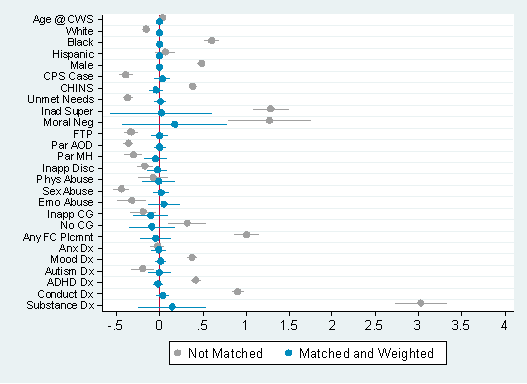 Age @ CWS
White
Black
Hispanic
Male
CPS Case
CHINS
Unmet Needs
Inad Super
Moral Neg
FTP
Par AOD
Par MH
Inapp Disc
Phys Abuse
Sex Abuse
Emo Abuse
Inapp CG
No CG
Any FC Plcmnt
Anx Dx
Mood Dx
Autism Dx
ADHD Dx
Conduct Dx
Substance Dx
-.5 0 .5 1 1.5 2 2.5 3 3.5 4
Not Matched Matched and Weighted